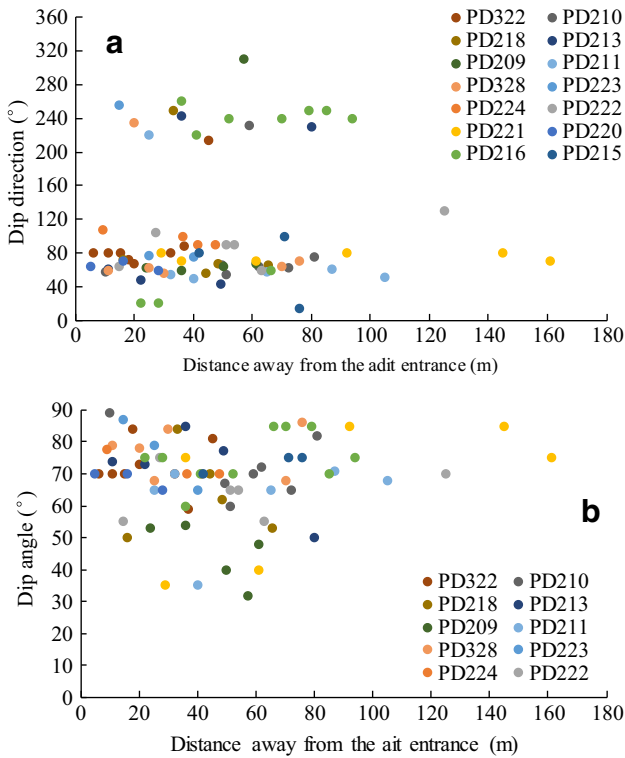 a
360
320
280
240
200
160
120
80
40
0
Dip direction (°)
PD322 PD210
PD218 PD213
PD209 PD211
PD328 PD223
PD224 PD222
PD221 PD220
PD216 PD215
0 20 40 60 80 100 120 140 160 180
Distance away from the adit entrance (m)
b
90
80
70
60
50
40
30
20
10
0
Dip angle (°)
PD322 PD210
PD218 PD213
PD209 PD211
PD328 PD223
PD224 PD222
0 20 40 60 80 100 120 140 160 180
Distance away from the ait entrance (m)